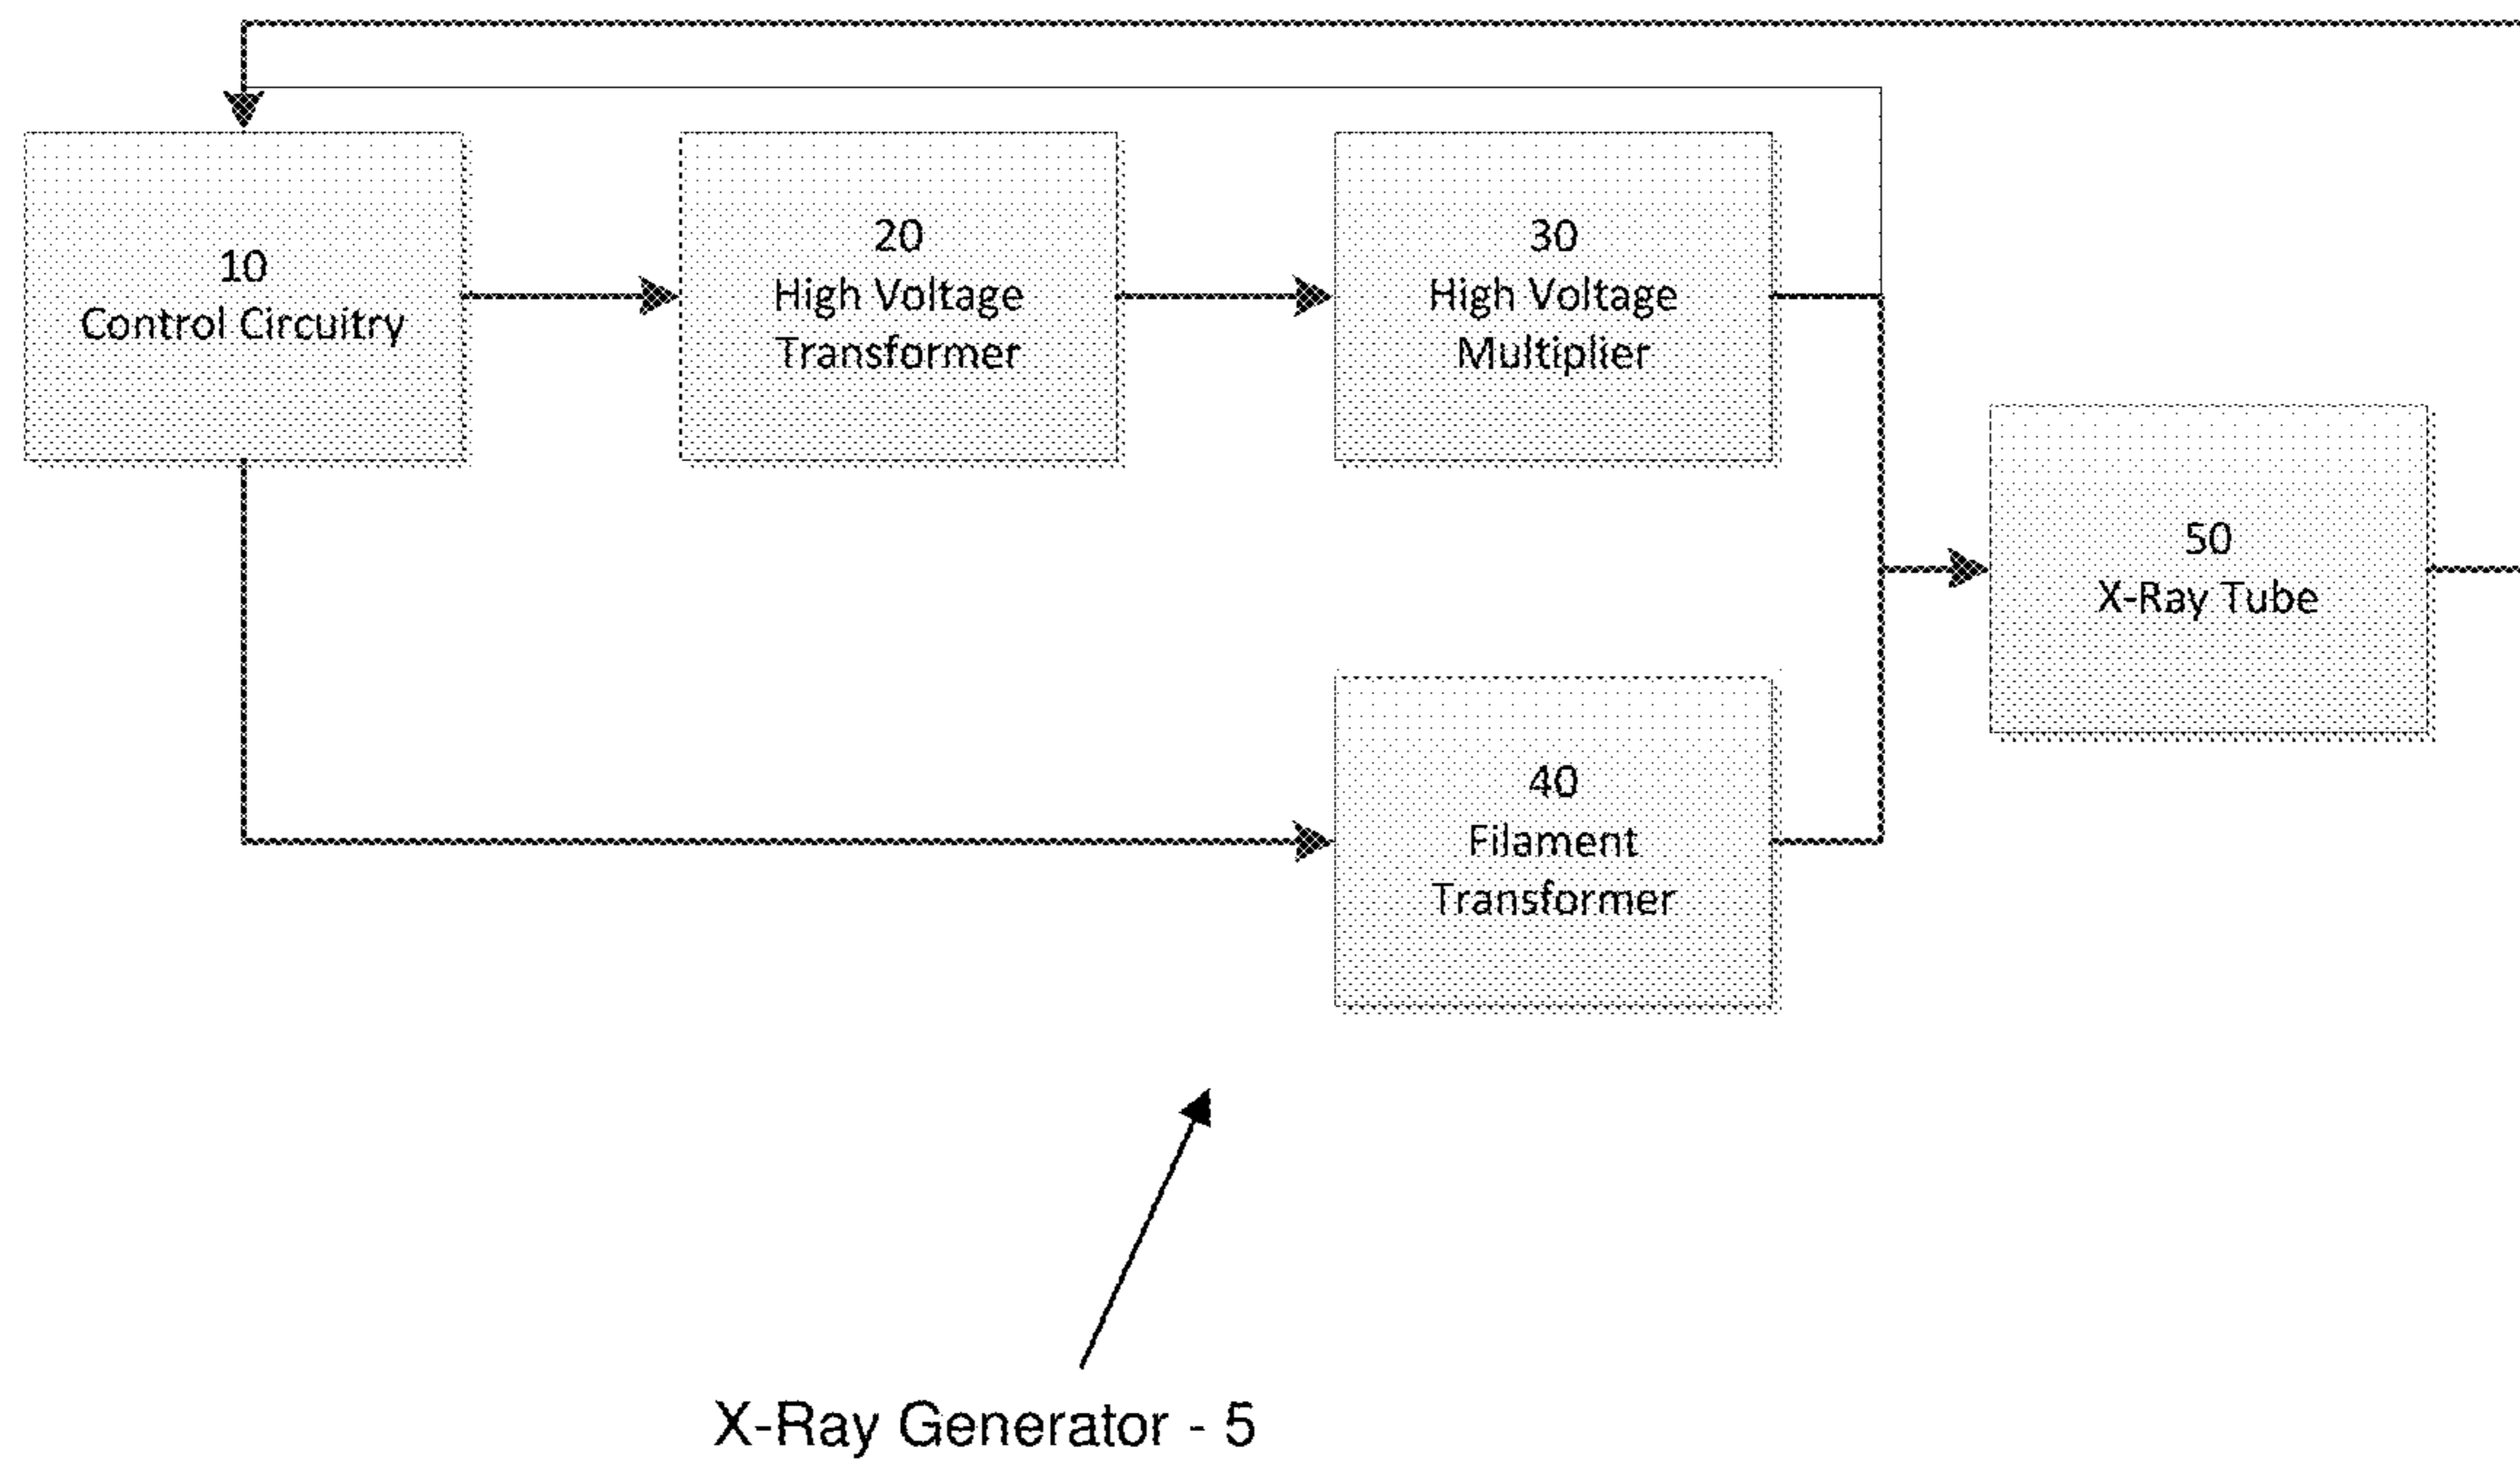 10
Control Circuitry
20
High Voltage
Transformer
30
High Voltage
Multiplier
50
X-Ray Tube
40
Filament
Transformer
X-Ray Generator - 5